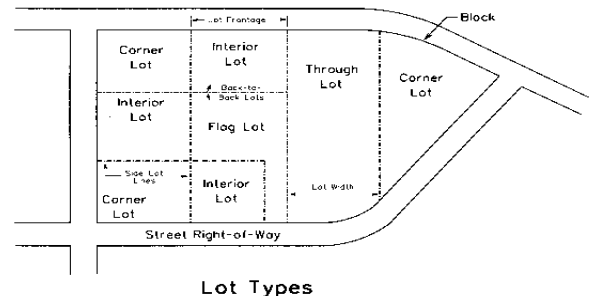 Lot Frontage
Block
Corner
Lot
Interior
Lot
Through
Lot
Corner
Lot
Back-to-
Back Lots
Interior
Lot
Flag Lot
Side Lot
Lines
Interior
Lot
Lot Width
Corner
Lot
Street Right-of-Way
Lot Types